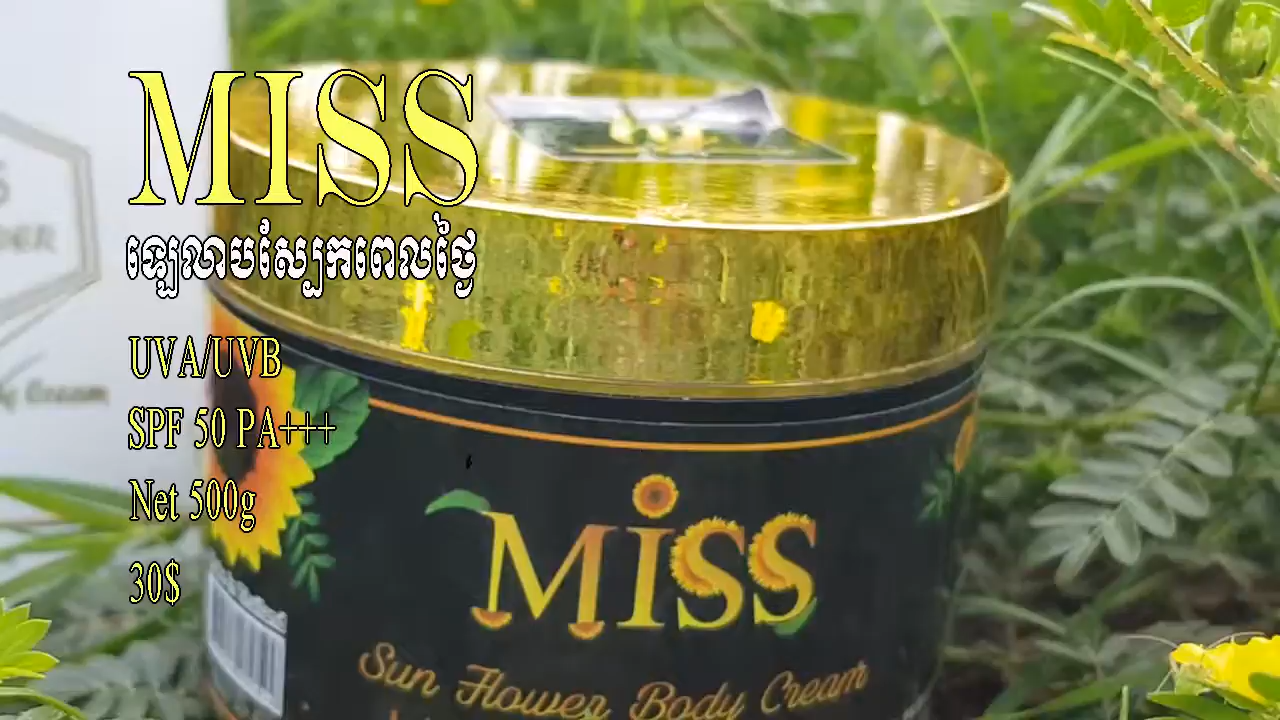 MISS
ឡេលាបស្បែកពេលថ្ងៃ
UVA/UVB
SPF 50 PA+++
Net 500g
30$
MiSS
Sun Flower Body Cream
Cream